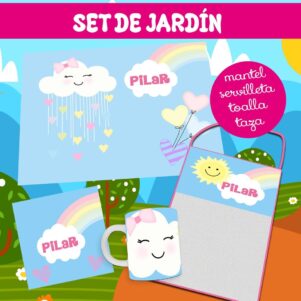 SET DE JARDÍN
PILAR
mantel
servilleta
toalla
taza
PILAR
PILAR